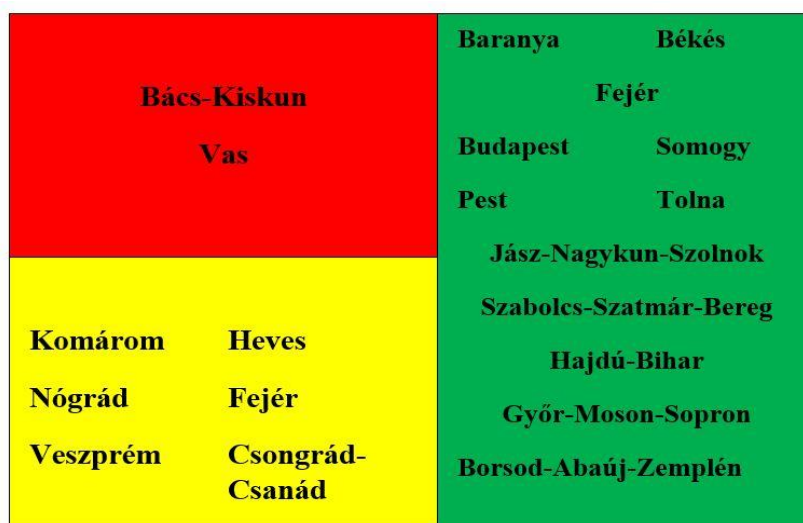 Bács-Kiskun
Vas
Komárom Heves
Nógrád Fejér
Veszprém Csongrád-
Csanád
Baranya Békés
Fejér
Budapest Somogy
Pest Tolna
Jász-Nagykun-Szolnok
Szabolcs-Szatmár-Bereg
Hajdú-Bihar
Győr-Moson-Sopron
Borsod-Abaúj-Zemplén